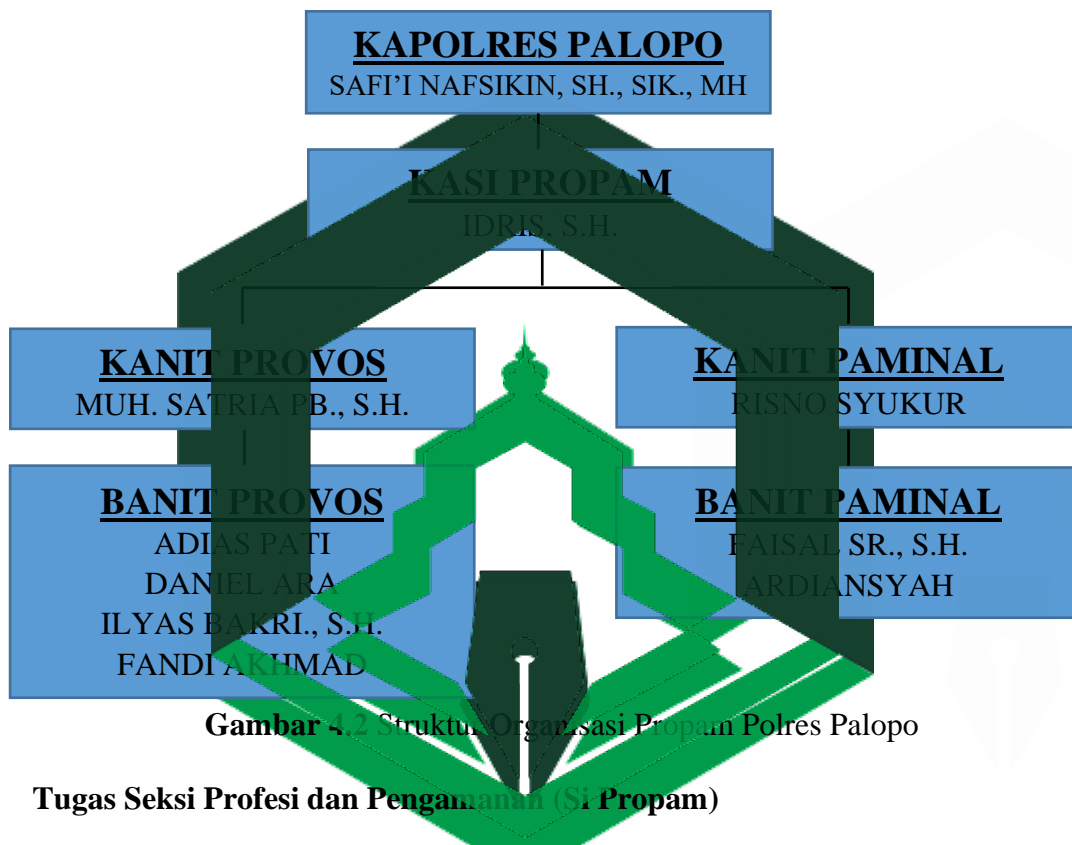 KAPOLRES PALOPO
SAFI’I NAFSIKIN, SH., SIK., MH
KASI PROPAM
IDRIS. S.H.
KANIT PROVOS
MUH. SATRIA PB., S.H.
KANIT PAMINAL
RISNO SYUKUR
BANIT PROVOS
ADIAS PATI
DANIEL ARA
ILYAS BAKRI., S.H.
FANDI AKHMAD
BANIT PAMINAL
FAISAL SR., S.H.
ARDIANSYAH
Gambar 4.2 Struktur Organisasi Propam Polres Palopo
Tugas Seksi Profesi dan Pengamanan (Si Propam)